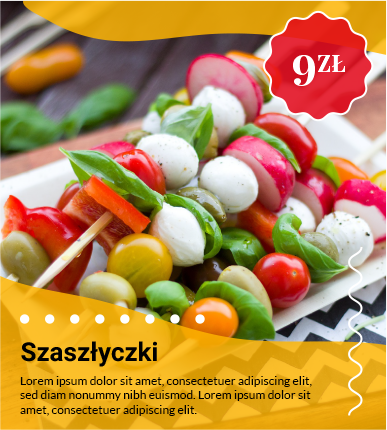 9ZŁ
Szaszłyczki
Lorem ipsum dolor sit amet, consectetuer adipiscing elit,
sed diam nonummy nibh euismod. Lorem ipsum dolor sit
amet, consectetuer adipiscing elit.